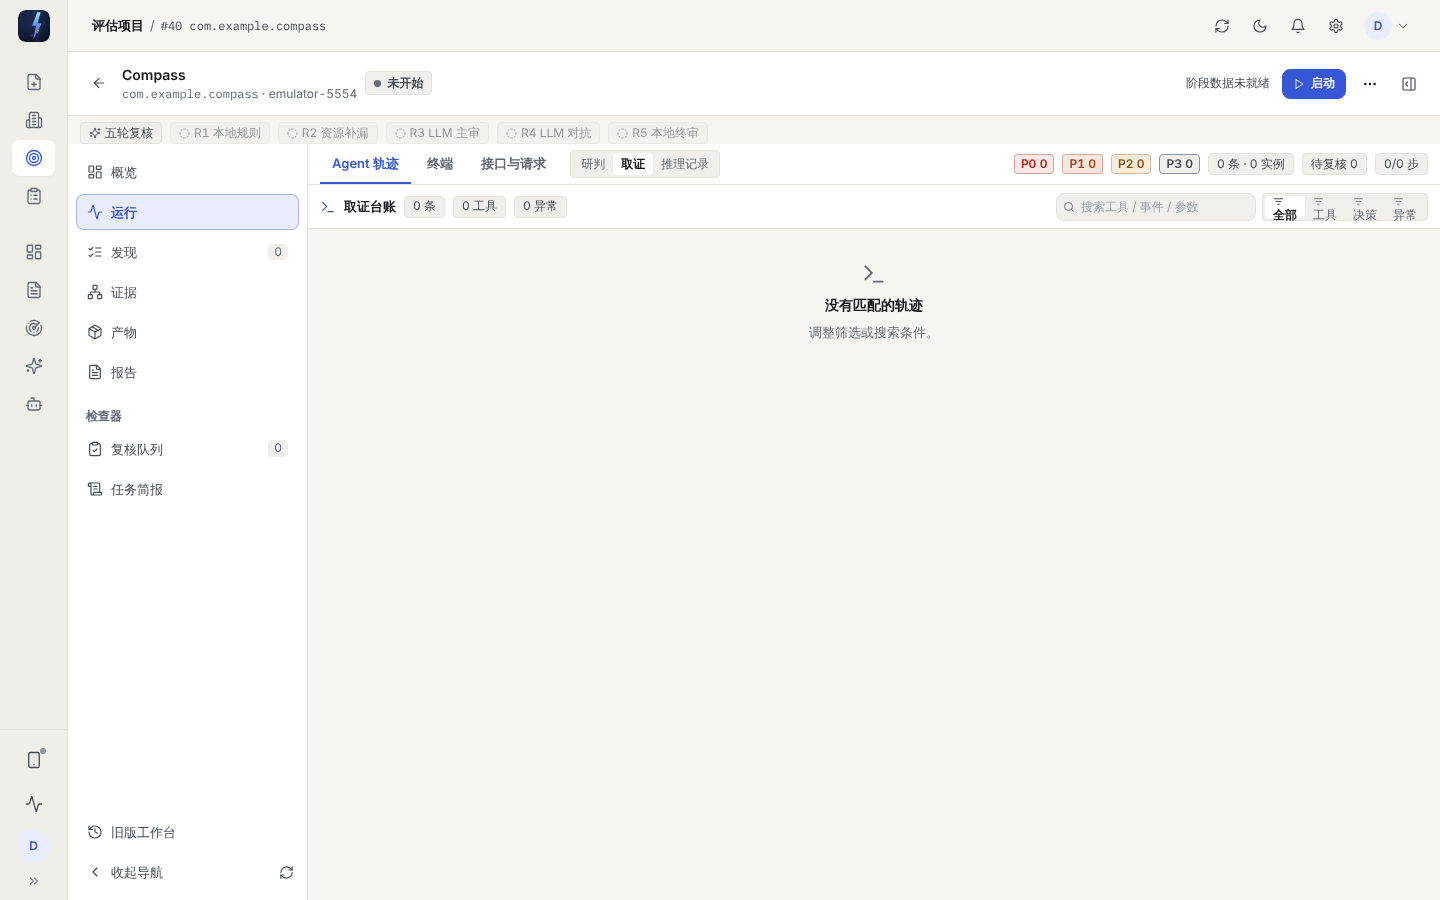 评估项目 / #40 com.example.compass
D
Compass
com.example.compass · emulator-5554
未开始
阶段数据未就绪
启动
五轮复核
R1 本地规则
R2 资源补漏
R3 LLM 主审
R4 LLM 对抗
R5 本地终审
概览
运行
发现 0
证据
产物
报告
检查器
复核队列 0
任务简报
旧版工作台
收起导航
D
Agent 轨迹
终端
接口与请求
研判
取证
推理记录
P0 0
P1 0
P2 0
P3 0
0 条 · 0 实例
待复核 0
0/0 步
取证台账
0 条
0 工具
0 异常
搜索工具 / 事件 / 参数
全部
工具
决策
异常
没有匹配的轨迹
调整筛选或搜索条件。